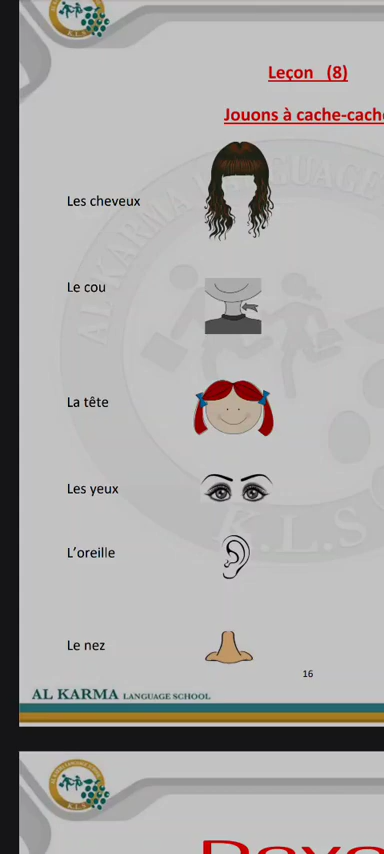 Leçon (8)
Jouons à cache-cach
Les cheveux
Le cou
La tête
Les yeux
L'oreille
Le nez
16
AL KARMA LANGUAGE SCHOOL
K.L.S